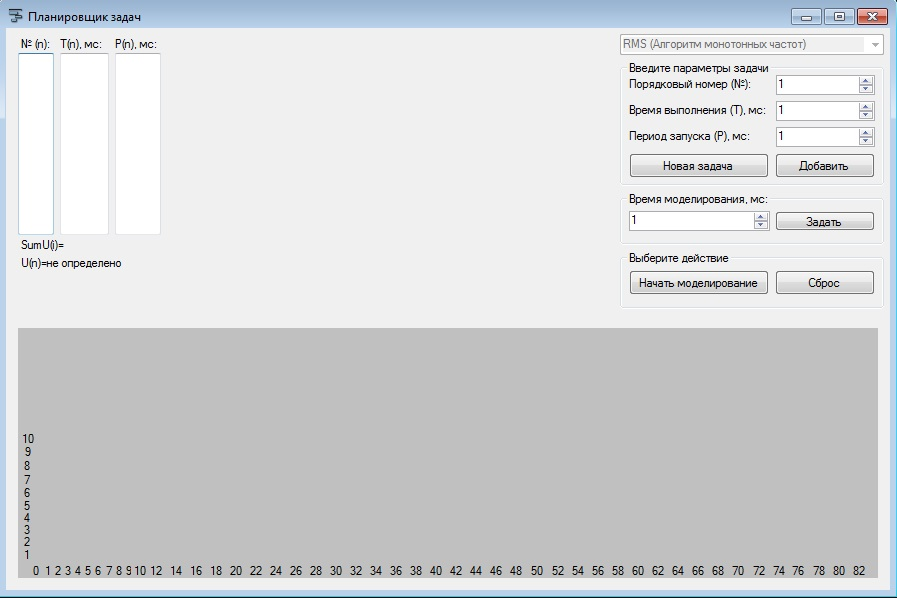 Планировщик задач
№ (n): T(n), мс: P(n), мс:
SumU(i)=
U(n)=не определено
RMS (Алгоритм монотонных частот)
Введите параметры задачи
Порядковый номер (№): 1
Время выполнения (T), мс: 1
Период запуска (P), мс: 1
Новая задача Добавить
Время моделирования, мс:
1 Задать
Выберите действие
Начать моделирование Сброс
10
9
8
7
6
5
4
3
2
1
0 1 2 3 4 5 6 7 8 9 10 12 14 16 18 20 22 24 26 28 30 32 34 36 38 40 42 44 46 48 50 52 54 56 58 60 62 64 66 68 70 72 74 76 78 80 82